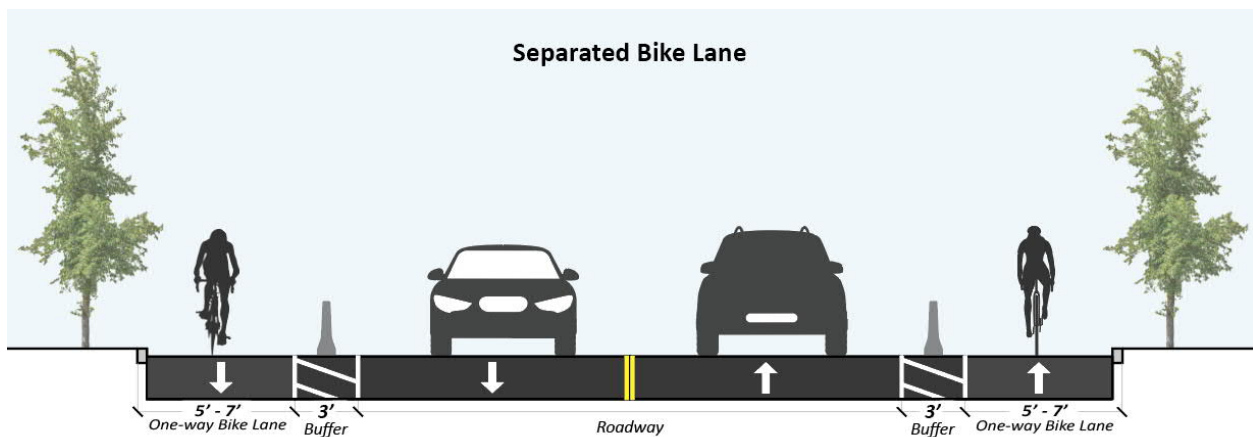 Separated Bike Lane
5' - 7'
One-way Bike Lane
3'
Buffer
Roadway
3'
Buffer
5' - 7'
One-way Bike Lane